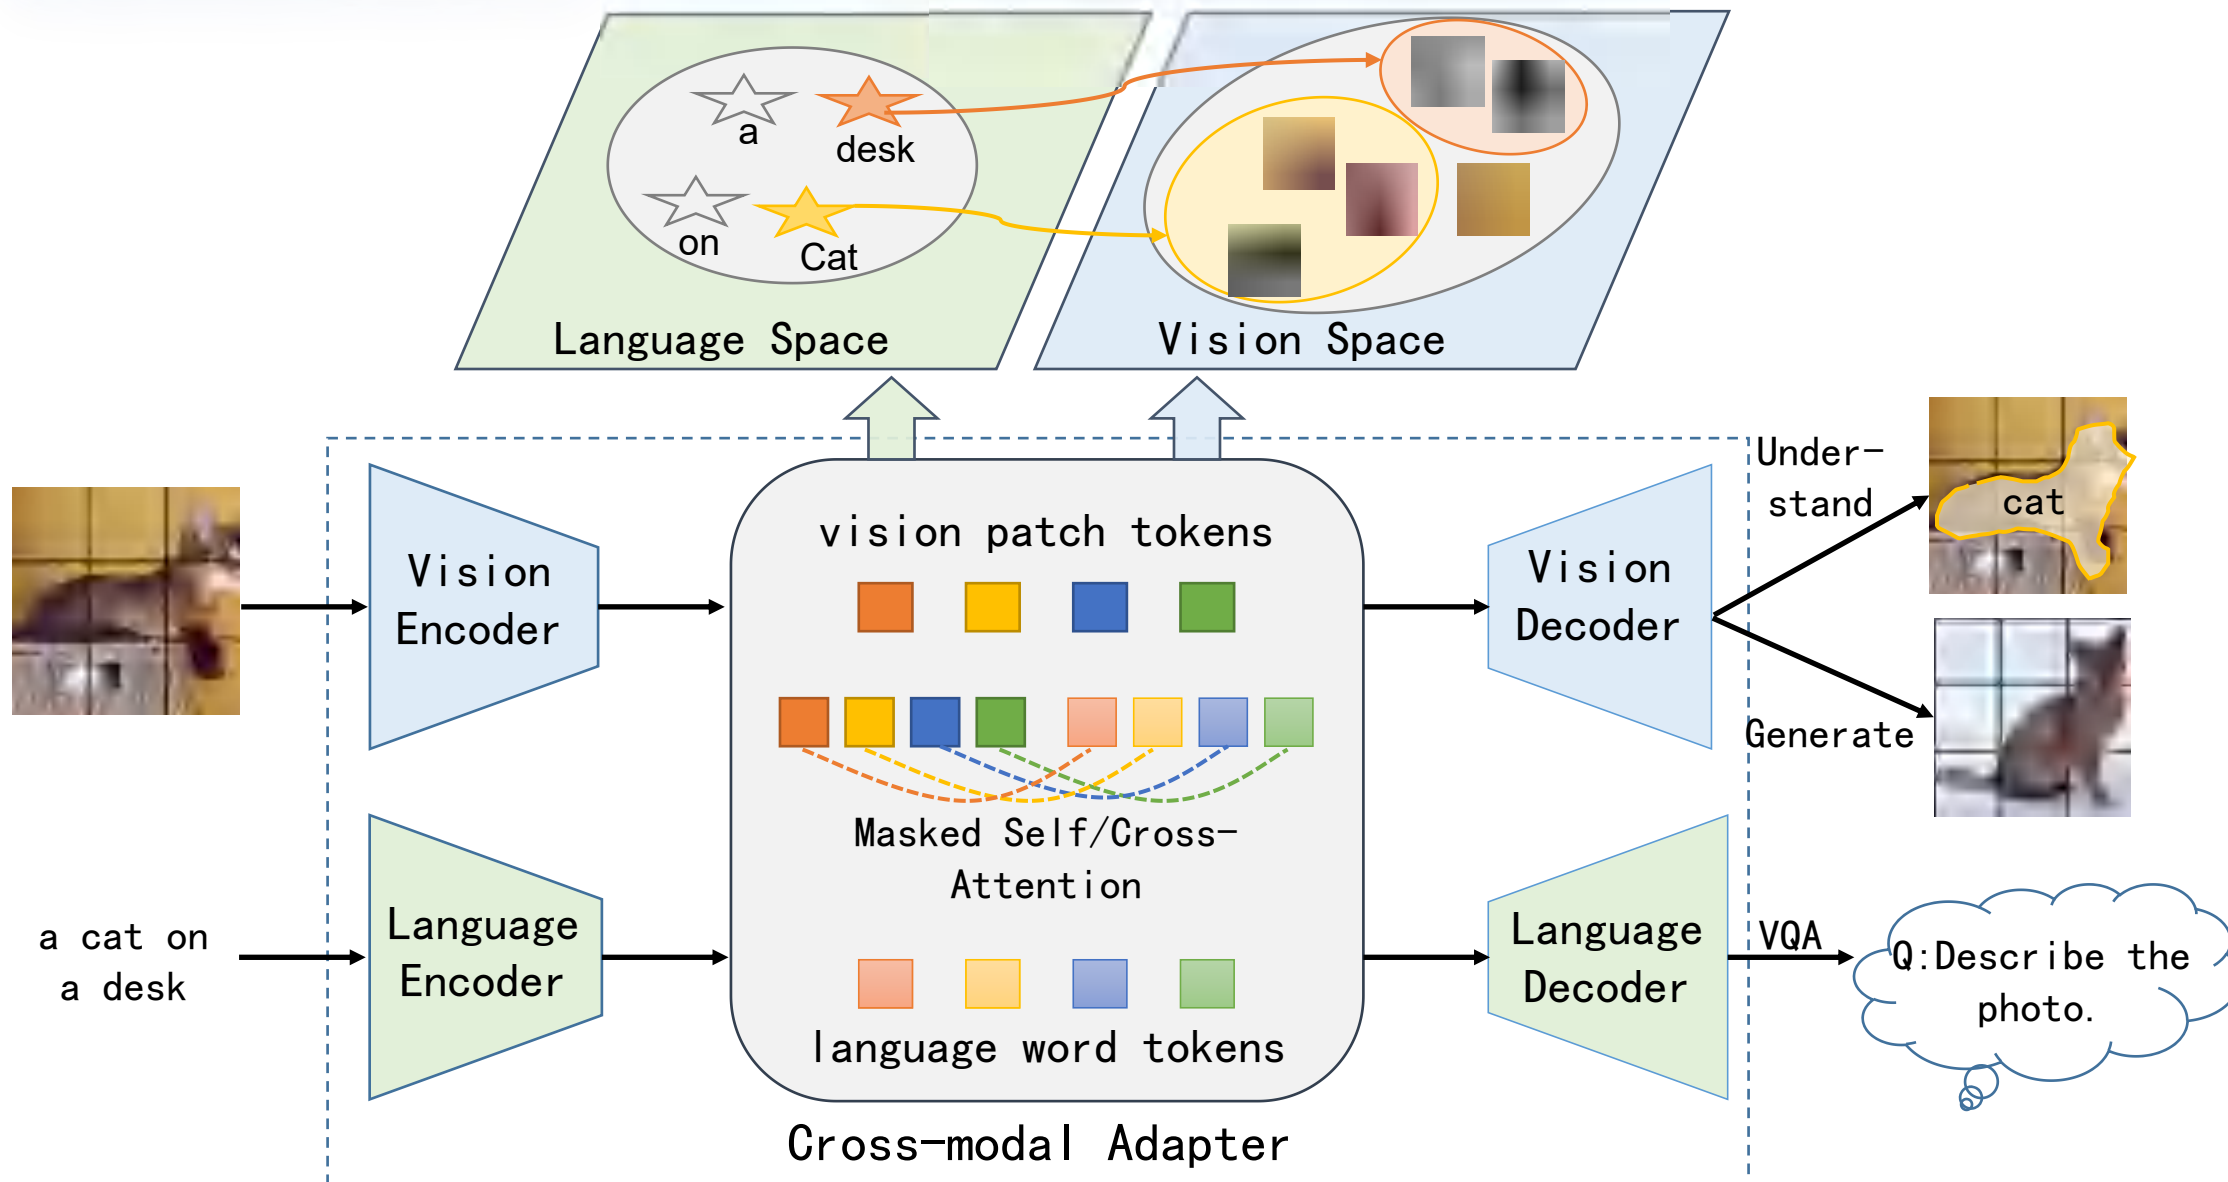 a
desk
on
Cat
Language Space
Vision Space
Vision
Encoder
vision patch tokens
Vision
Decoder
Under-
stand
cat
Generate
Masked Self/Cross-
Attention
a cat on
a desk
Language
Encoder
language word tokens
Language
Decoder
VQA
Q:Describe the
photo.
Cross-modal Adapter